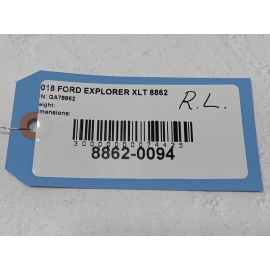 018 FORD EXPLORER XLT 8862
N: GA78862
eight:
mensions:
R.L.
30000000074425
8862-0094